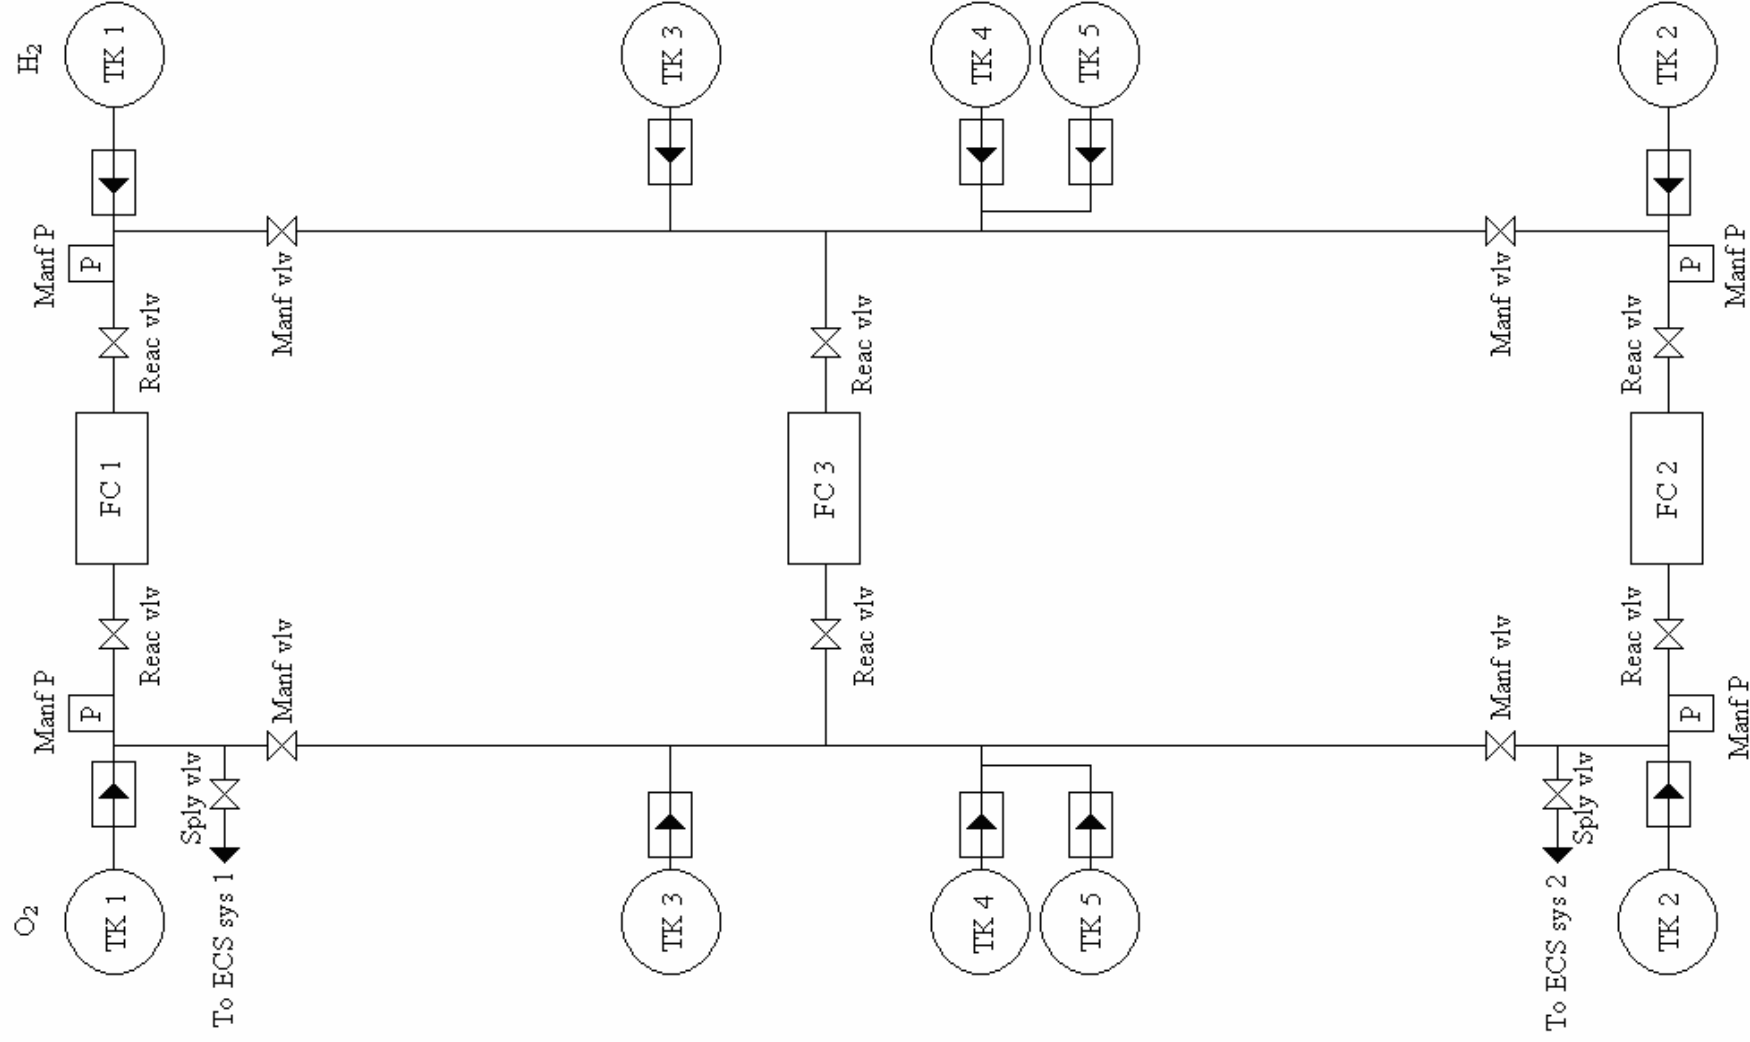 H2
TK 1
TK 3
TK 4
TK 5
TK 2
Manf P
P
Manf vlv
Manf vlv
P
Manf P
Reac vlv
Reac vlv
Reac vlv
FC 1
FC 3
FC 2
Reac vlv
Reac vlv
Reac vlv
Manf P
P
Manf vlv
Manf vlv
P
Manf P
Sply vlv
Sply vlv
O2
TK 1
To ECS sys 1
TK 3
TK 4
TK 5
To ECS sys 2
TK 2